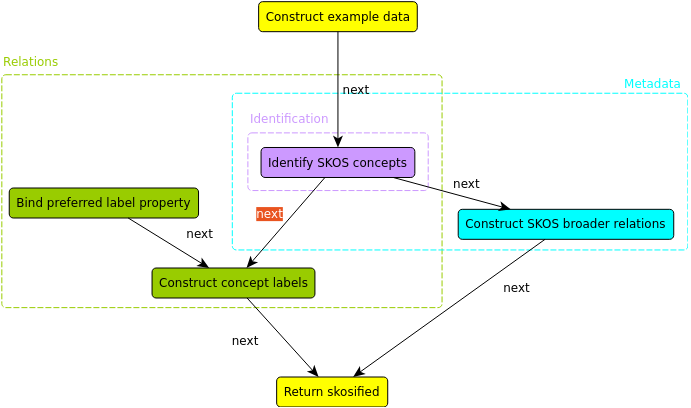 Construct example data
Relations
Metadata
next
Identification
Identify SKOS concepts
next
Bind preferred label property
next
Construct SKOS broader relations
next
Construct concept labels
next
next
Return skosified